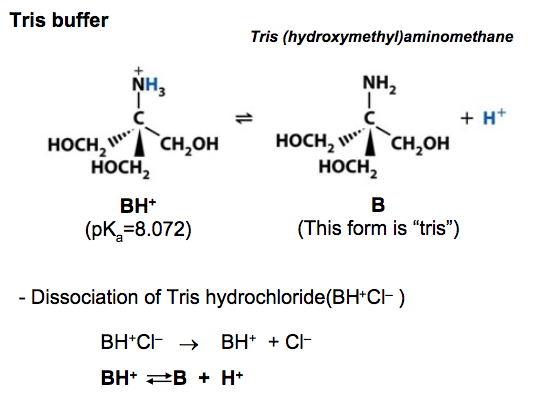 Tris buffer
Tris (hydroxymethyl)aminomethane
+
NH₃
C
HOCH₂
CH₂OH
HOCH₂
⇌
NH₂
C
HOCH₂
CH₂OH
HOCH₂
+ H⁺
BH⁺
(pKₐ=8.072)
B
(This form is “tris”)
- Dissociation of Tris hydrochloride(BH⁺Cl⁻ )
BH⁺Cl⁻ → BH⁺ + Cl⁻
BH⁺ ⇌B + H⁺